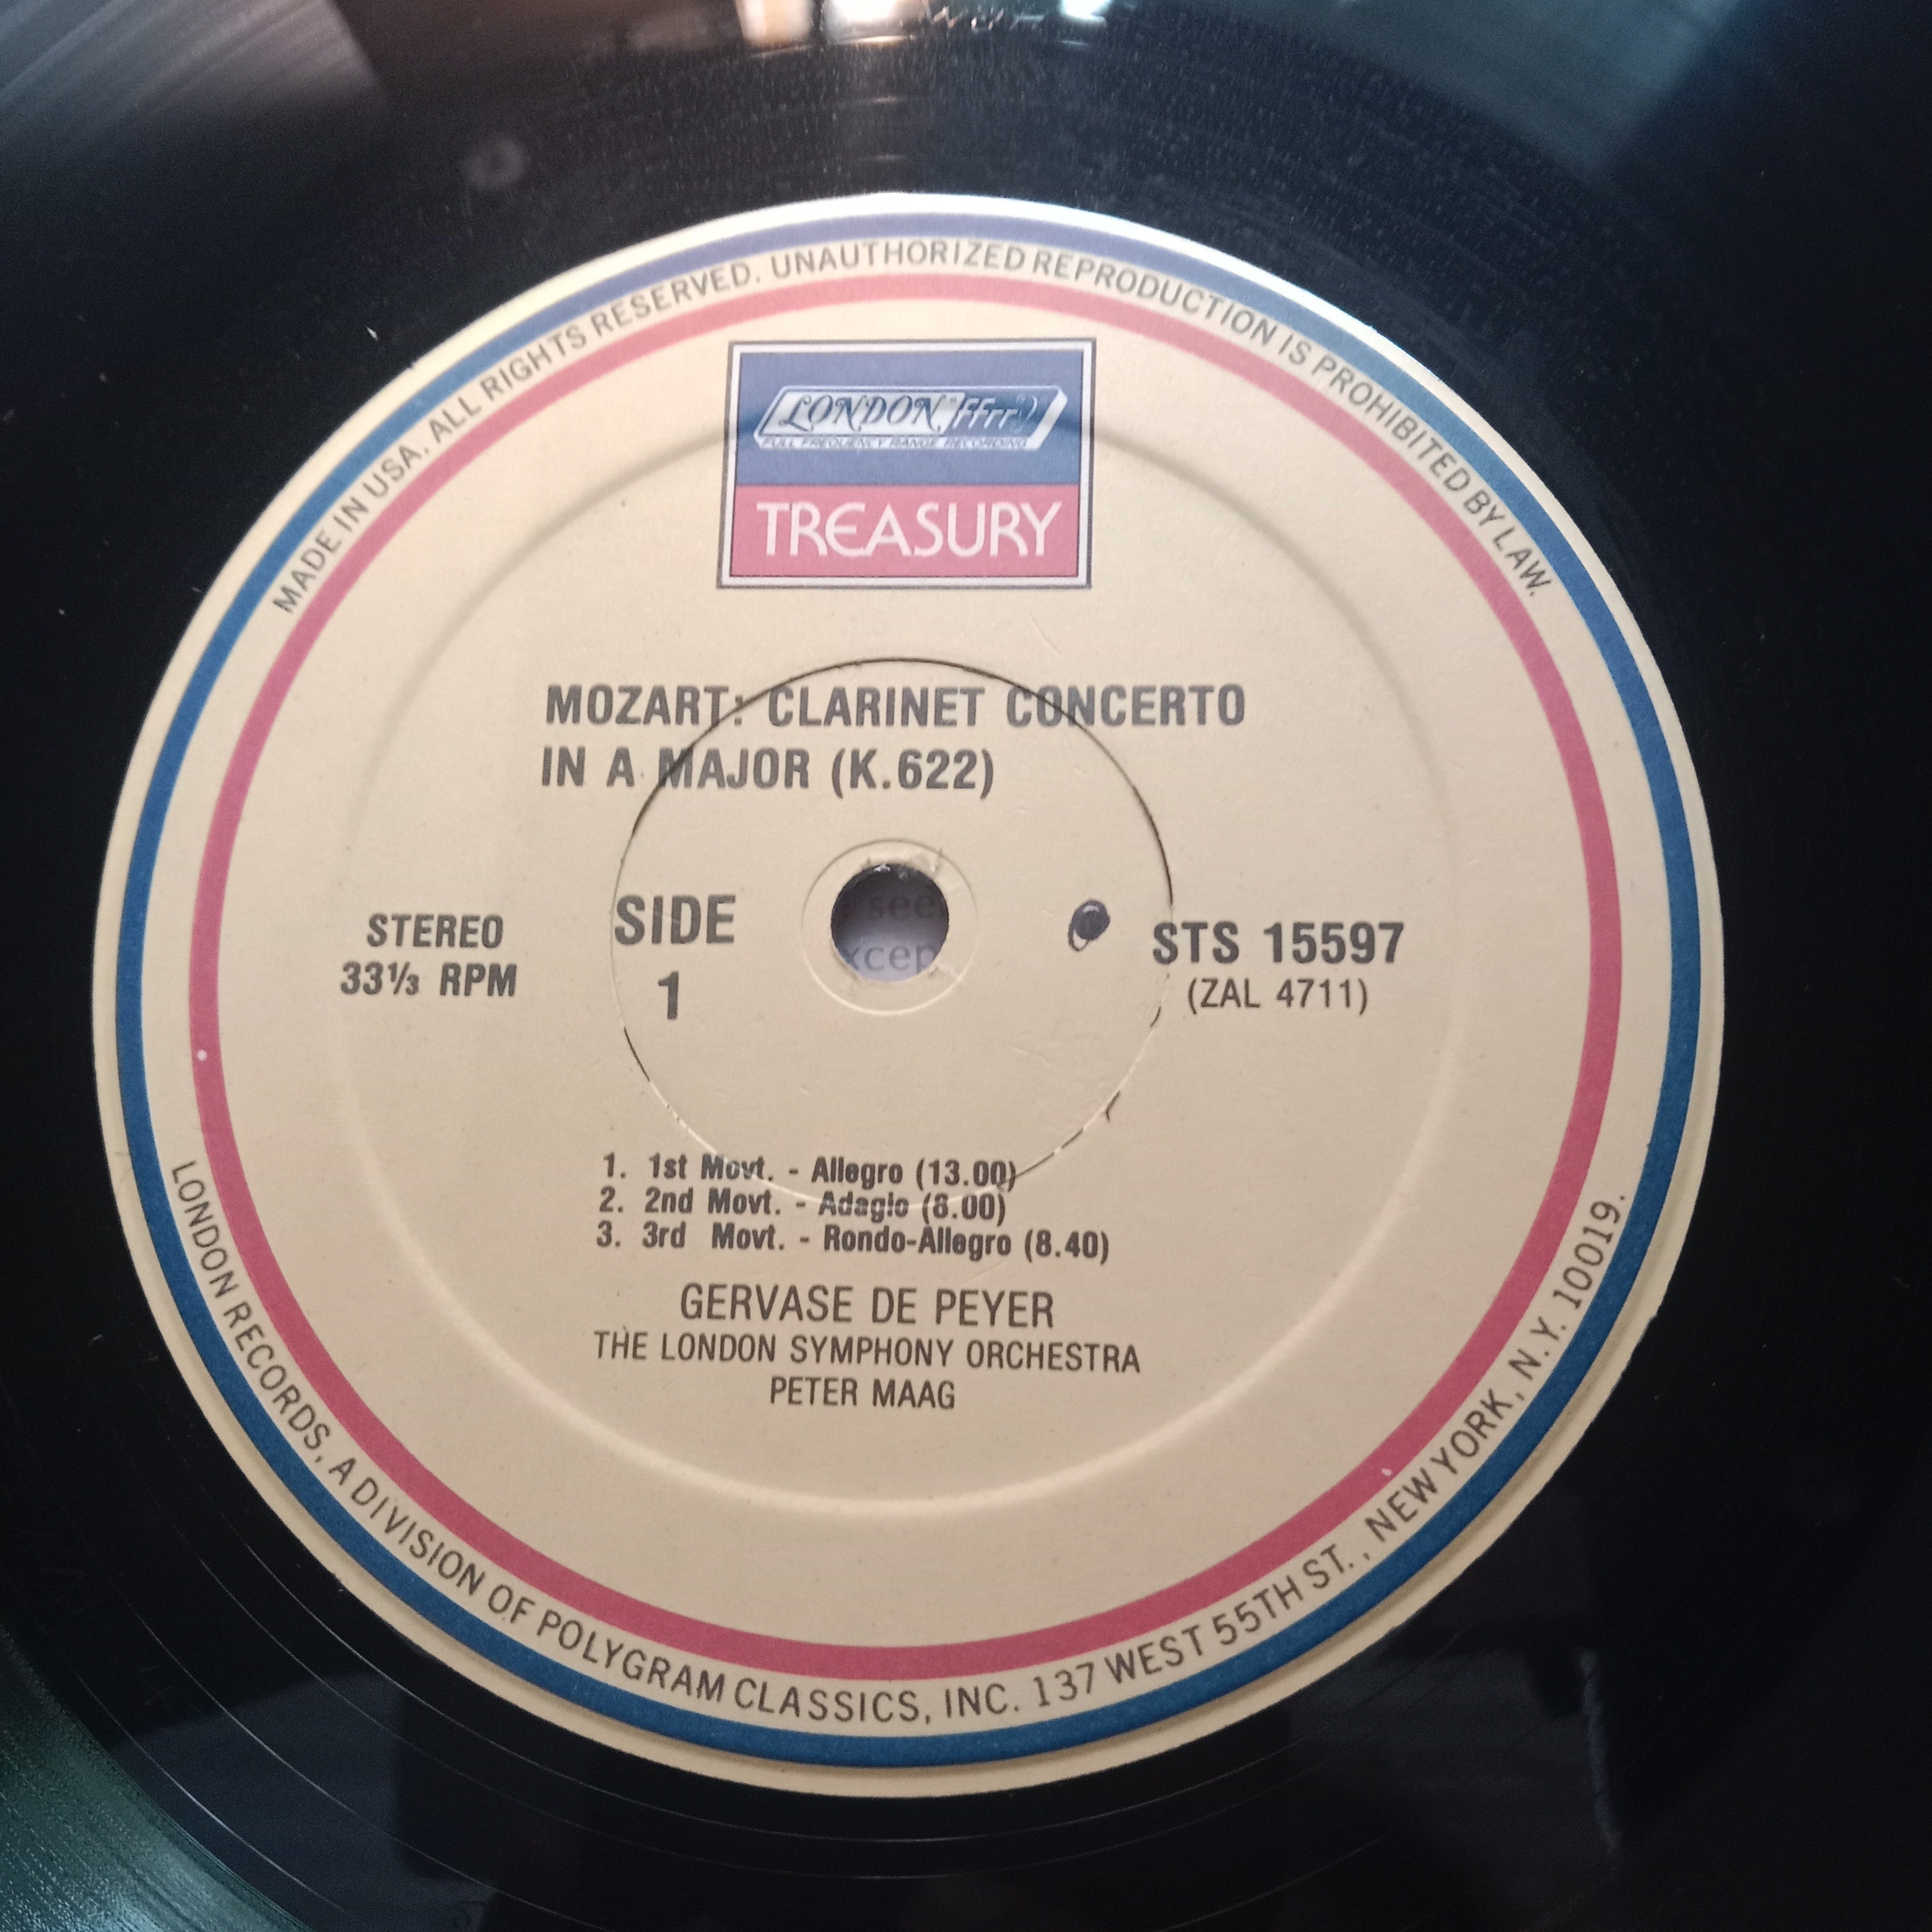 MADE IN USA. ALL RIGHTS RESERVED. UNAUTHORIZED REPRODUCTION IS PROHIBITED BY LAW.
LONDON ffrr
FULL FREQUENCY RANGE RECORDING
TREASURY
MOZART: CLARINET CONCERTO
IN A MAJOR (K.622)
STEREO
33⅓ RPM
SIDE
1
see
xcep
STS 15597
(ZAL 4711)
1. 1st Movt. - Allegro (13.00)
2. 2nd Movt. - Adagio (8.00)
3. 3rd Movt. - Rondo-Allegro (8.40)
GERVASE DE PEYER
THE LONDON SYMPHONY ORCHESTRA
PETER MAAG
LONDON RECORDS, A DIVISION OF POLYGRAM CLASSICS, INC. 137 WEST 55TH ST., NEW YORK, N.Y. 10019.